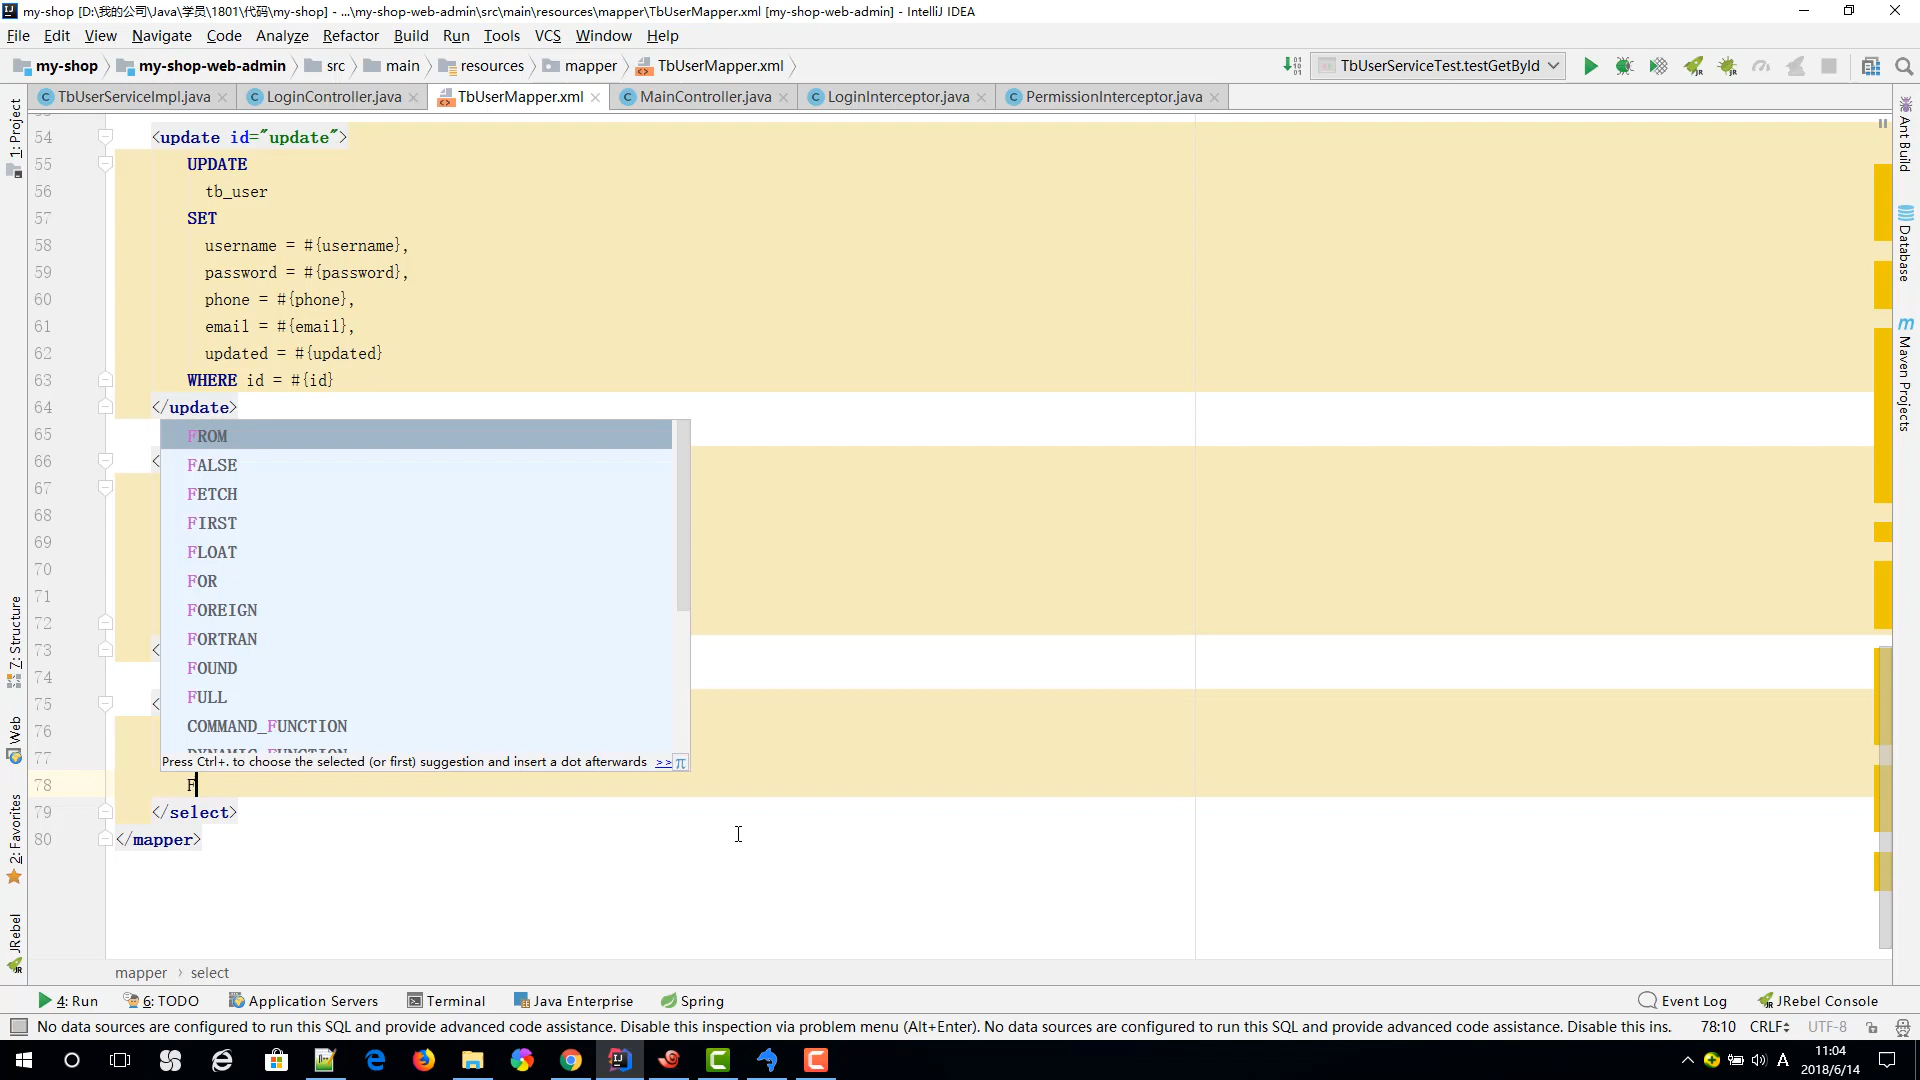 my-shop [D:\我的公司\Java\学员\1801\代码\my-shop] - ...\my-shop-web-admin\src\main\resources\mapper\TbUserMapper.xml [my-shop-web-admin] - IntelliJ IDEA
File Edit View Navigate Code Analyze Refactor Build Run Tools VCS Window Help
my-shop my-shop-web-admin src main resources mapper TbUserMapper.xml TbUserServiceTest.testGetById
TbUserServiceImpl.java LoginController.java TbUserMapper.xml MainController.java LoginInterceptor.java PermissionInterceptor.java
1: Project
7: Structure
Web
2: Favorites
JRebel
54 <update id="update">
55 UPDATE
56 tb_user
57 SET
58 username = #{username},
59 password = #{password},
60 phone = #{phone},
61 email = #{email},
62 updated = #{updated}
63 WHERE id = #{id}
64 </update>
65
66 <
67
68
69
70
71
72
73 <
74
75 <
76
77
78 F
79 </select>
80 </mapper>
FROM
FALSE
FETCH
FIRST
FLOAT
FOR
FOREIGN
FORTRAN
FOUND
FULL
COMMAND_FUNCTION
DYNAMIC_FUNCTION
Press Ctrl+. to choose the selected (or first) suggestion and insert a dot afterwards >> π
Ant Build
Database
Maven Projects
mapper › select
4: Run 6: TODO Application Servers Terminal Java Enterprise Spring Event Log JRebel Console
No data sources are configured to run this SQL and provide advanced code assistance. Disable this inspection via problem menu (Alt+Enter). No data sources are configured to run this SQL and provide advanced code assistance. Disable this ins. 78:10 CRLF UTF-8
A 11:04
2018/6/14